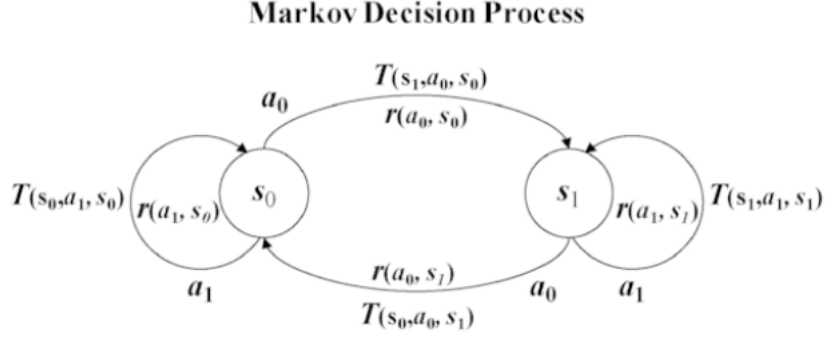 Markov Decision Process
T(s₁,a₀, s₀)
a₀
r(a₀, s₀)
T(s₀,a₁, s₀)
r(a₁, s₀)
s₀
s₁
r(a₁, s₁)
T(s₁,a₁, s₁)
r(a₀, s₁)
a₁
a₀
a₁
T(s₀,a₀, s₁)